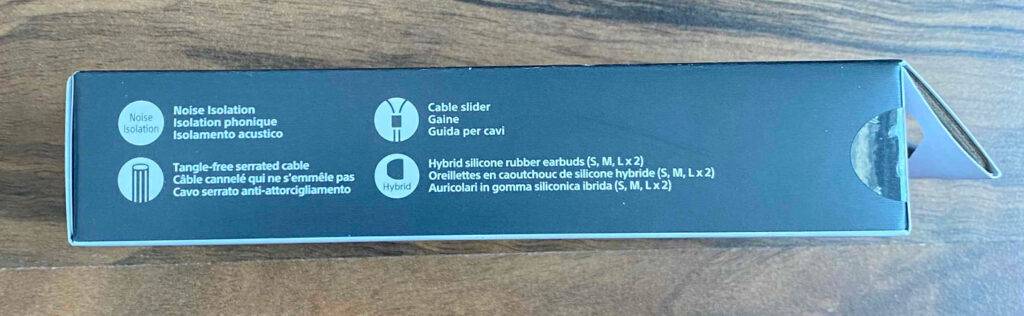 Noise
Isolation
Noise Isolation
Isolation phonique
Isolamento acustico
Cable slider
Gaine
Guida per cavi
Tangle-free serrated cable
Câble cannelé qui ne s'emmêle pas
Cavo serrato anti-attorcigliamento
Hybrid
Hybrid silicone rubber earbuds (S, M, L x 2)
Oreillettes en caoutchouc de silicone hybride (S, M, L x 2)
Auricolari in gomma siliconica ibrida (S, M, L x 2)